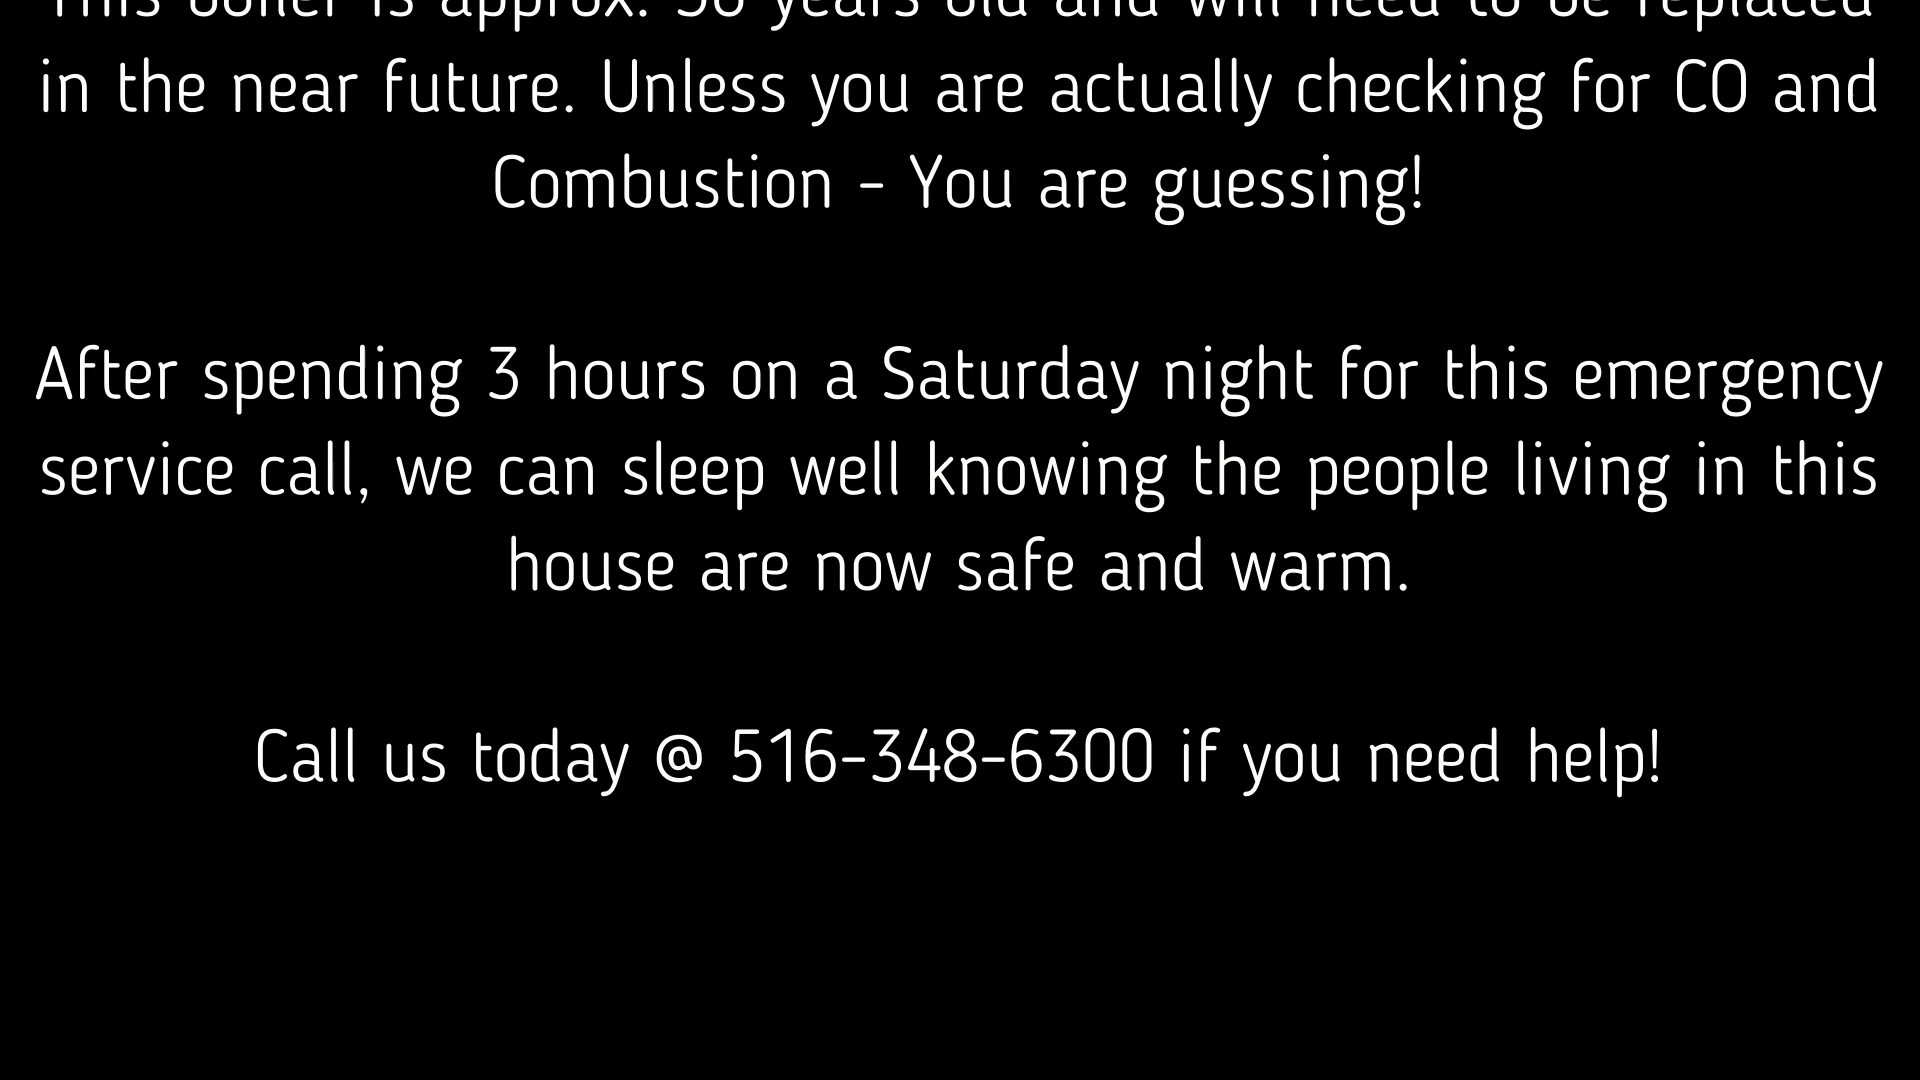 This boiler is approx. years old and will need to be replaced
in the near future. Unless you are actually checking for CO and
Combustion - You are guessing!
After spending 3 hours on a Saturday night for this emergency
service call, we can sleep well knowing the people living in this
house are now safe and warm.
Call us today @ 516-348-6300 if you need help!